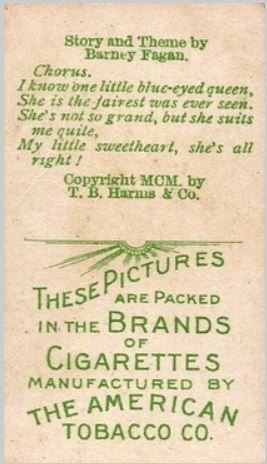 Story and Theme by
Barney Fagan.
Chorus.
I know one little blue-eyed queen,
She is the fairest was ever seen.
She's not so grand, but she suits
me quite,
My little sweetheart, she's all
right!
Copyright MCM. by
T. B. Harms & Co.
THESE PICTURES
ARE PACKED
IN THE BRANDS
OF
CIGARETTES
MANUFACTURED BY
THE AMERICAN
TOBACCO CO.